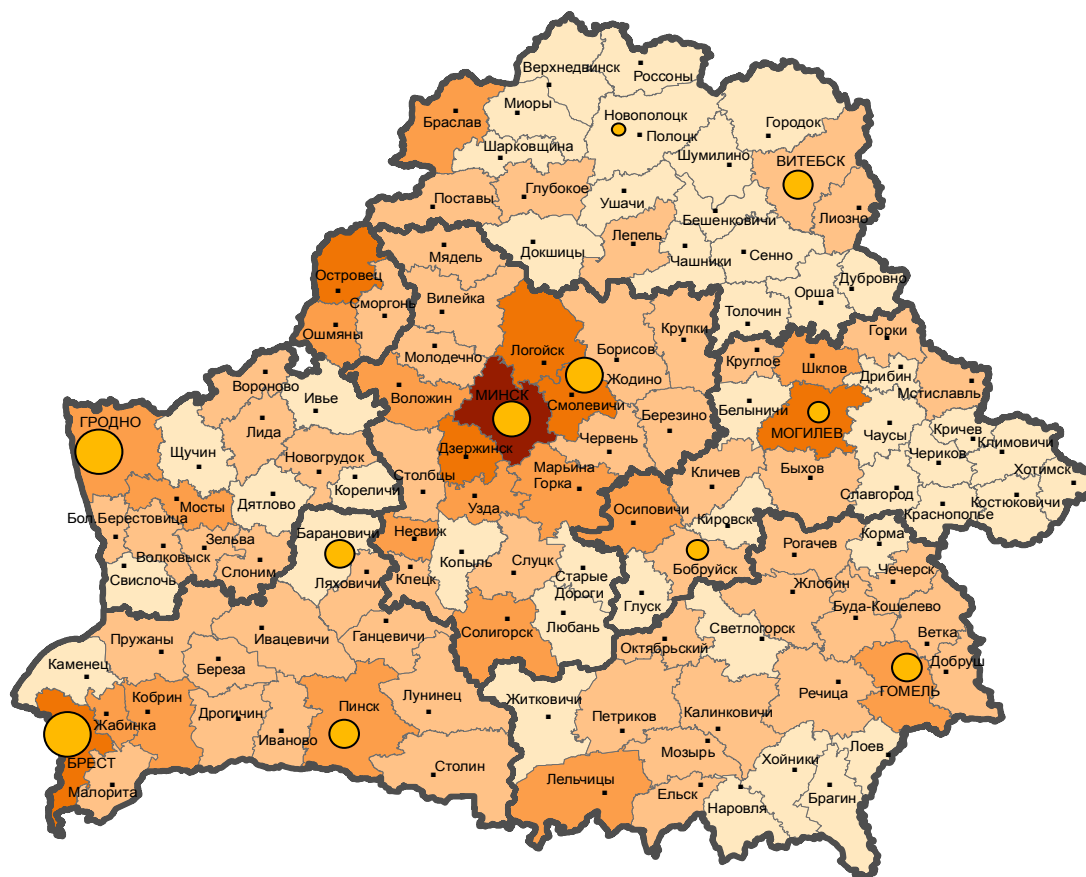 Верхнедвинск
Россоны
Браслав
Миоры
Новополоцк
Полоцк
Городок
Шарковщина
Шумилино
ВИТЕБСК
Поставы
Глубокое
Ушачи
Бешенковичи
Лиозно
Докшицы
Лепель
Чашники
Сенно
Мядель
Островец
Сморгонь
Вилейка
Дубровно
Орша
Толочин
Ошмяны
Молодечно
Логойск
Борисов
Крупки
Горки
Круглое
Шклов
Дрибин
Мстиславль
Вороново
Ивье
Воложин
МИНСК
Жодино
Смолевичи
Белыничи
МОГИЛЕВ
Березино
ГРОДНО
Лида
Щучин
Новогрудок
Дзержинск
Червень
Чаусы
Кричев
Климовичи
Чериков
Хотимск
Столбцы
Марьина
Горка
Кличев
Быхов
Славгород
Костюковичи
Краснополье
Дятлово
Кореличи
Мосты
Узда
Осиповичи
Кировск
Бол.Берестовица
Зельва
Волковыск
Барановичи
Несвиж
Корма
Рогачев
Свислочь
Слоним
Ляховичи
Клецк
Копыль
Слуцк
Старые
Дороги
Бобруйск
Чечерск
Глуск
Жлобин
Любань
Буда-Кошелево
Пружаны
Ивацевичи
Ганцевичи
Солигорск
Светлогорск
Октябрьский
Ветка
Каменец
Береза
Добруш
Кобрин
Жабинка
Дрогичин
Пинск
Лунинец
Житковичи
Петриков
Калинковичи
Речица
ГОМЕЛЬ
Иваново
БРЕСТ
Малорита
Столин
Мозырь
Лоев
Лельчицы
Ельск
Хойники
Наровля
Брагин